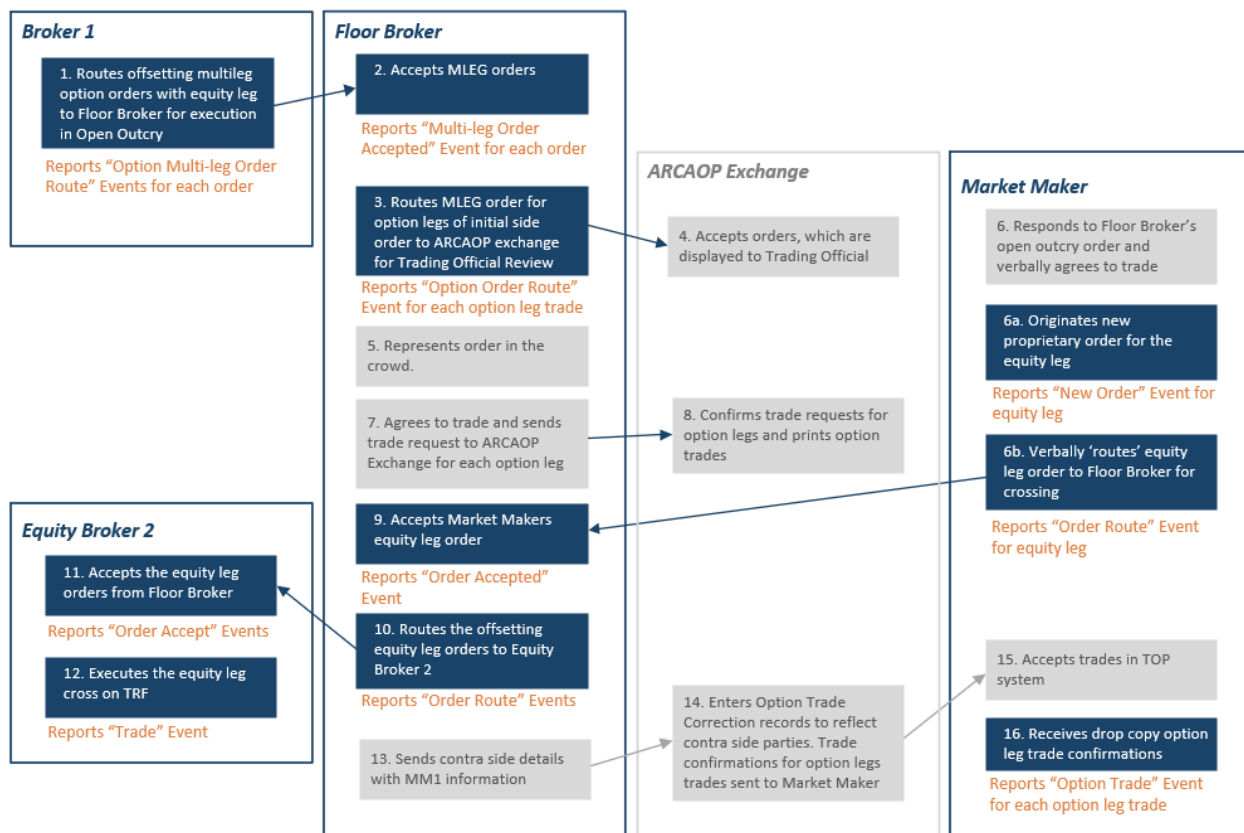 Broker 1
1. Routes offsetting multileg
option orders with equity leg
to Floor Broker for execution
in Open Outcry
Reports “Option Multi-leg Order
Route” Events for each order
Floor Broker
2. Accepts MLEG orders
Reports “Multi-leg Order
Accepted” Event for each order
3. Routes MLEG order for
option legs of initial side
order to ARCAOP exchange
for Trading Official Review
Reports “Option Order Route”
Event for each option leg trade
5. Represents order in the
crowd.
7. Agrees to trade and sends
trade request to ARCAOP
Exchange for each option leg
9. Accepts Market Makers
equity leg order
Reports “Order Accepted”
Event
10. Routes the offsetting
equity leg orders to Equity
Broker 2
Reports “Order Route” Events
13. Sends contra side details
with MM1 information
Equity Broker 2
11. Accepts the equity leg
orders from Floor Broker
Reports “Order Accept” Events
12. Executes the equity leg
cross on TRF
Reports “Trade” Event
ARCAOP Exchange
4. Accepts orders, which are
displayed to Trading Official
8. Confirms trade requests for
option legs and prints option
trades
14. Enters Option Trade
Correction records to reflect
contra side parties. Trade
confirmations for option legs
trades sent to Market Maker
Market Maker
6. Responds to Floor Broker’s
open outcry order and
verbally agrees to trade
6a. Originates new
proprietary order for the
equity leg
Reports “New Order” Event for
equity leg
6b. Verbally ‘routes’ equity
leg order to Floor Broker for
crossing
Reports “Order Route” Event
for equity leg
15. Accepts trades in TOP
system
16. Receives drop copy option
leg trade confirmations
Reports “Option Trade” Event
for each option leg trade